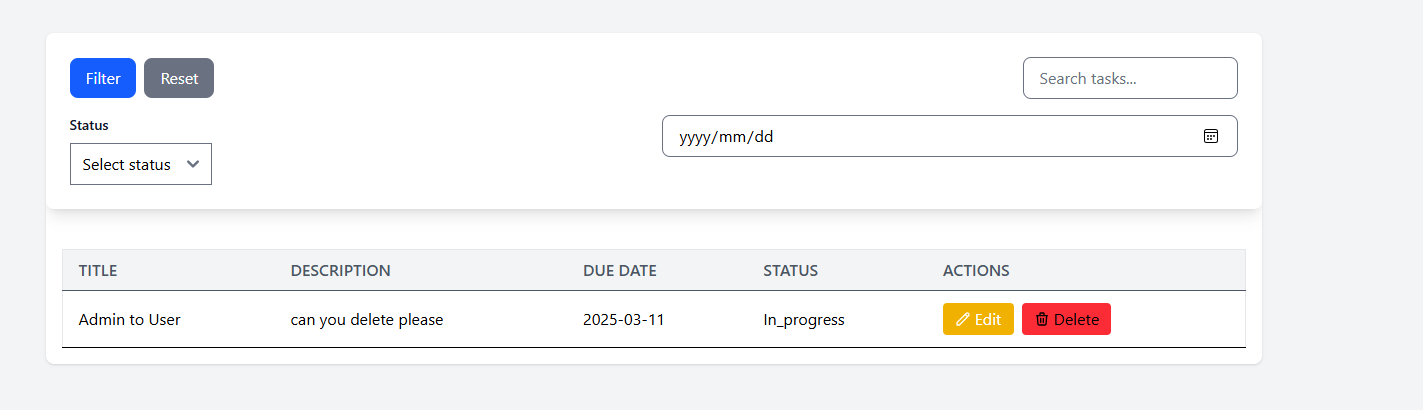 Filter Reset Search tasks...
Status
yyyy/mm/dd
Select status
TITLE DESCRIPTION DUE DATE STATUS ACTIONS
Admin to User can you delete please 2025-03-11 In_progress Edit Delete